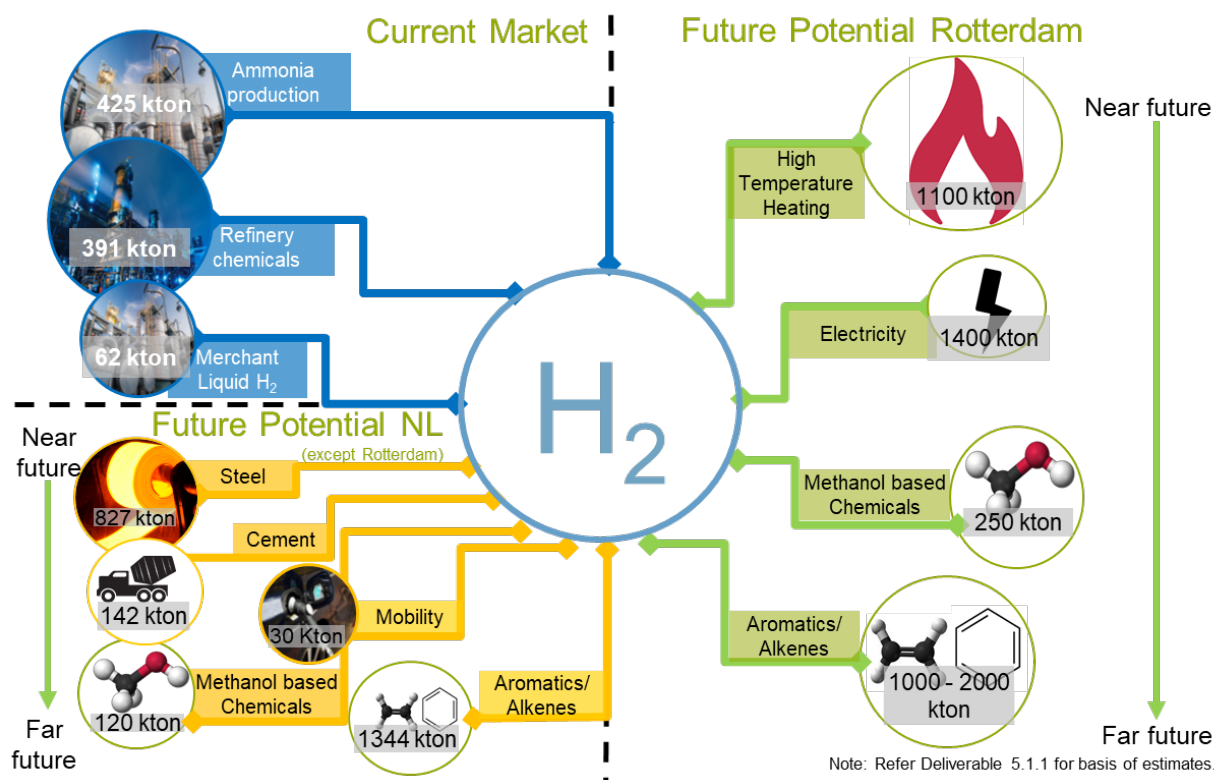 Current Market
Ammonia
production
425 kton
Refinery
chemicals
391 kton
Merchant
Liquid H₂
62 kton
Future Potential Rotterdam
Near future
High
Temperature
Heating
1100 kton
Electricity
1400 kton
Methanol based
Chemicals
250 kton
Aromatics/
Alkenes
1000 - 2000
kton
Far future
H₂
Future Potential NL
(except Rotterdam)
Near
future
Steel
827 kton
Cement
142 kton
Mobility
30 Kton
Methanol based
Chemicals
120 kton
Aromatics/
Alkenes
1344 kton
Far
future
Note: Refer Deliverable 5.1.1 for basis of estimates.